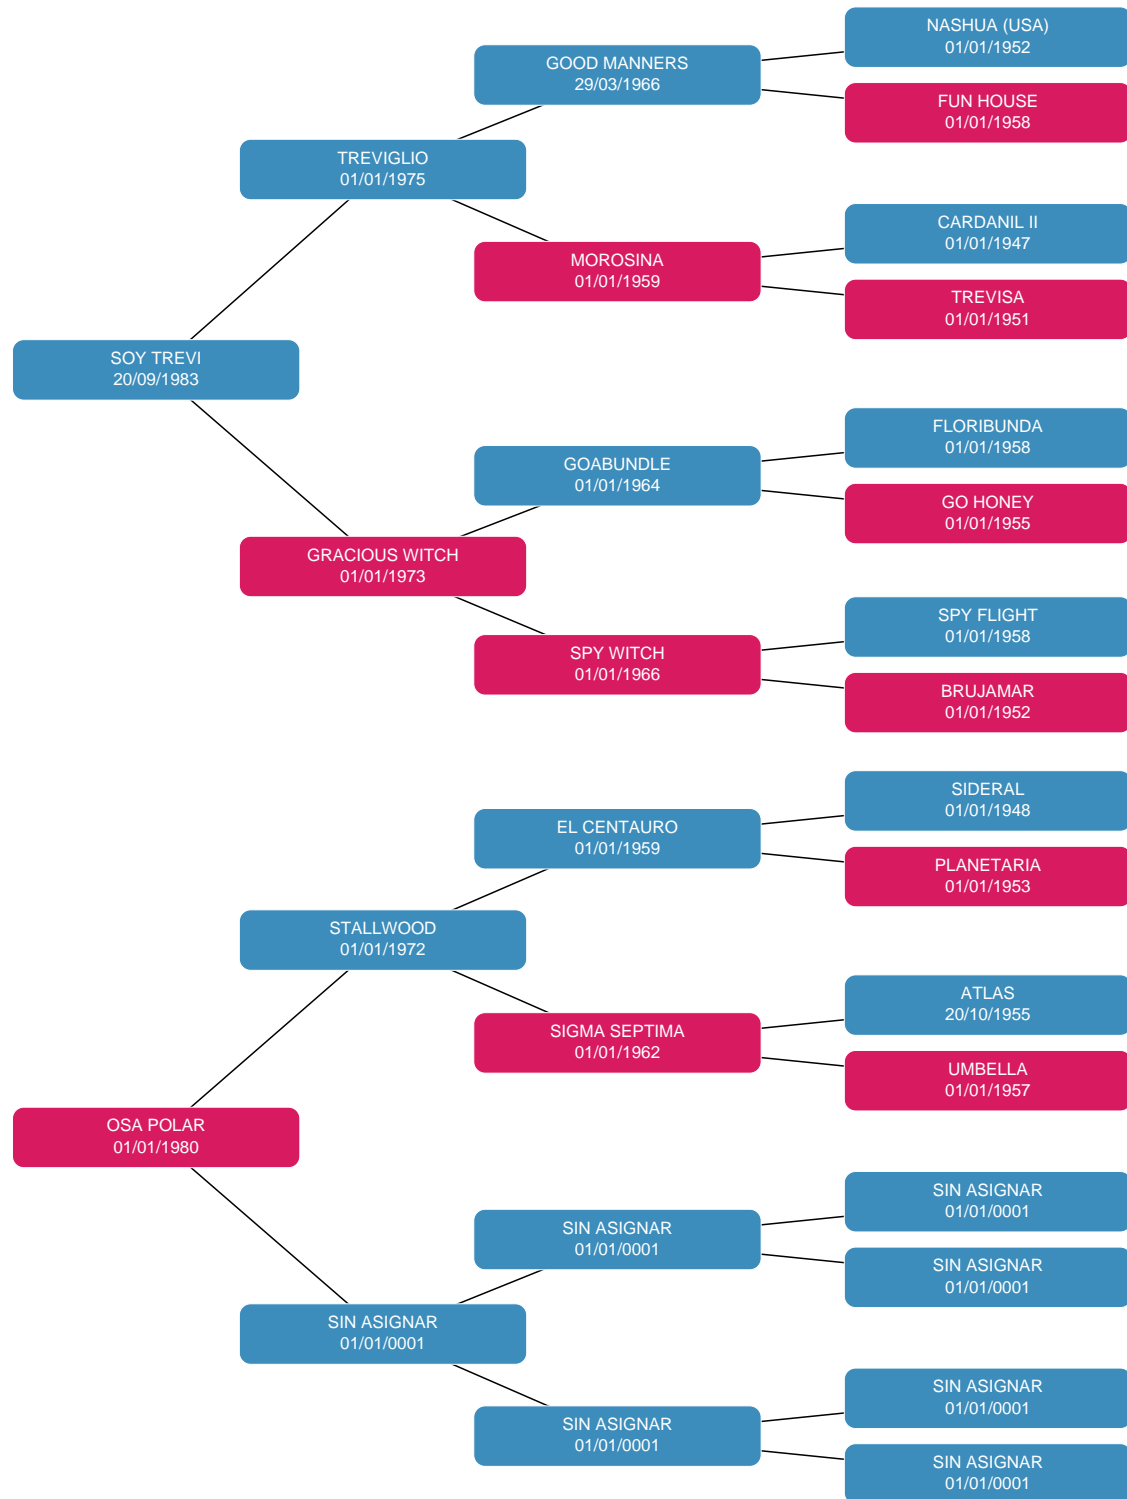 NASHUA (USA)
01/01/1952
GOOD MANNERS
29/03/1966
FUN HOUSE
01/01/1958
TREVIGLIO
01/01/1975
CARDANIL II
01/01/1947
MOROSINA
01/01/1959
TREVISA
01/01/1951
SOY TREVI
20/09/1983
FLORIBUNDA
01/01/1958
GOABUNDLE
01/01/1964
GO HONEY
01/01/1955
GRACIOUS WITCH
01/01/1973
SPY FLIGHT
01/01/1958
SPY WITCH
01/01/1966
BRUJAMAR
01/01/1952
SIDERAL
01/01/1948
EL CENTAURO
01/01/1959
PLANETARIA
01/01/1953
STALLWOOD
01/01/1972
ATLAS
20/10/1955
SIGMA SEPTIMA
01/01/1962
UMBELLA
01/01/1957
OSA POLAR
01/01/1980
SIN ASIGNAR
01/01/0001
SIN ASIGNAR
01/01/0001
SIN ASIGNAR
01/01/0001
SIN ASIGNAR
01/01/0001
SIN ASIGNAR
01/01/0001
SIN ASIGNAR
01/01/0001
SIN ASIGNAR
01/01/0001